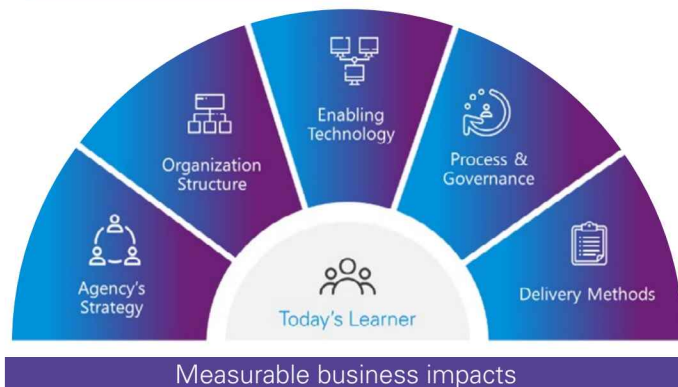 Agency's
Strategy
Organization
Structure
Enabling
Technology
Process &
Governance
Delivery Methods
Today's Learner
Measurable business impacts